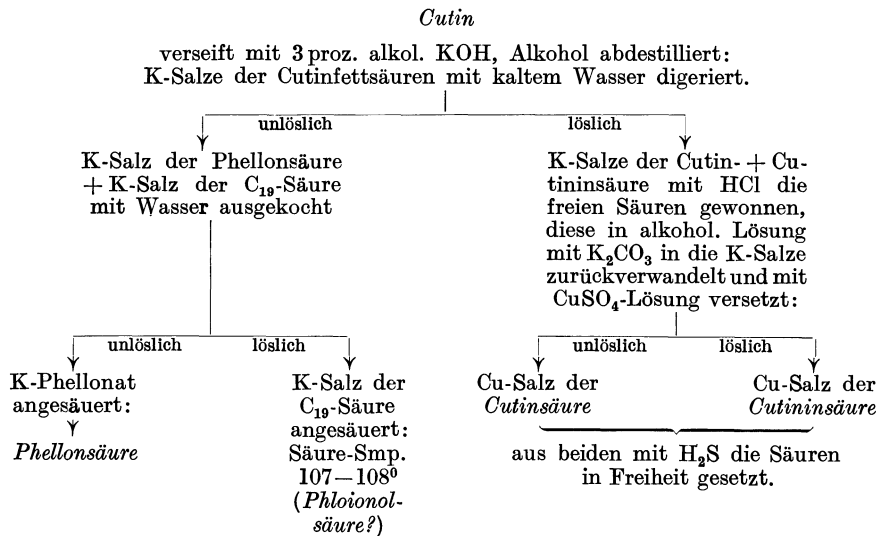 Cutin
verseift mit 3 proz. alkol. KOH, Alkohol abdestilliert:
K-Salze der Cutinfettsäuren mit kaltem Wasser digeriert.
unlöslich
löslich
K-Salz der Phellonsäure
+ K-Salz der C₁₉-Säure
mit Wasser ausgekocht
K-Salze der Cutin- + Cu-
tininsäure mit HCl die
freien Säuren gewonnen,
diese in alkohol. Lösung
mit K₂CO₃ in die K-Salze
zurückverwandelt und mit
CuSO₄-Lösung versetzt:
unlöslich
löslich
unlöslich
löslich
K-Phellonat
angesäuert:
Phellonsäure
K-Salz der
C₁₉-Säure
angesäuert:
Säure-Smp.
107—108⁰
(Phloionol-
säure?)
Cu-Salz der
Cutinsäure
Cu-Salz der
Cutininsäure
aus beiden mit H₂S die Säuren
in Freiheit gesetzt.